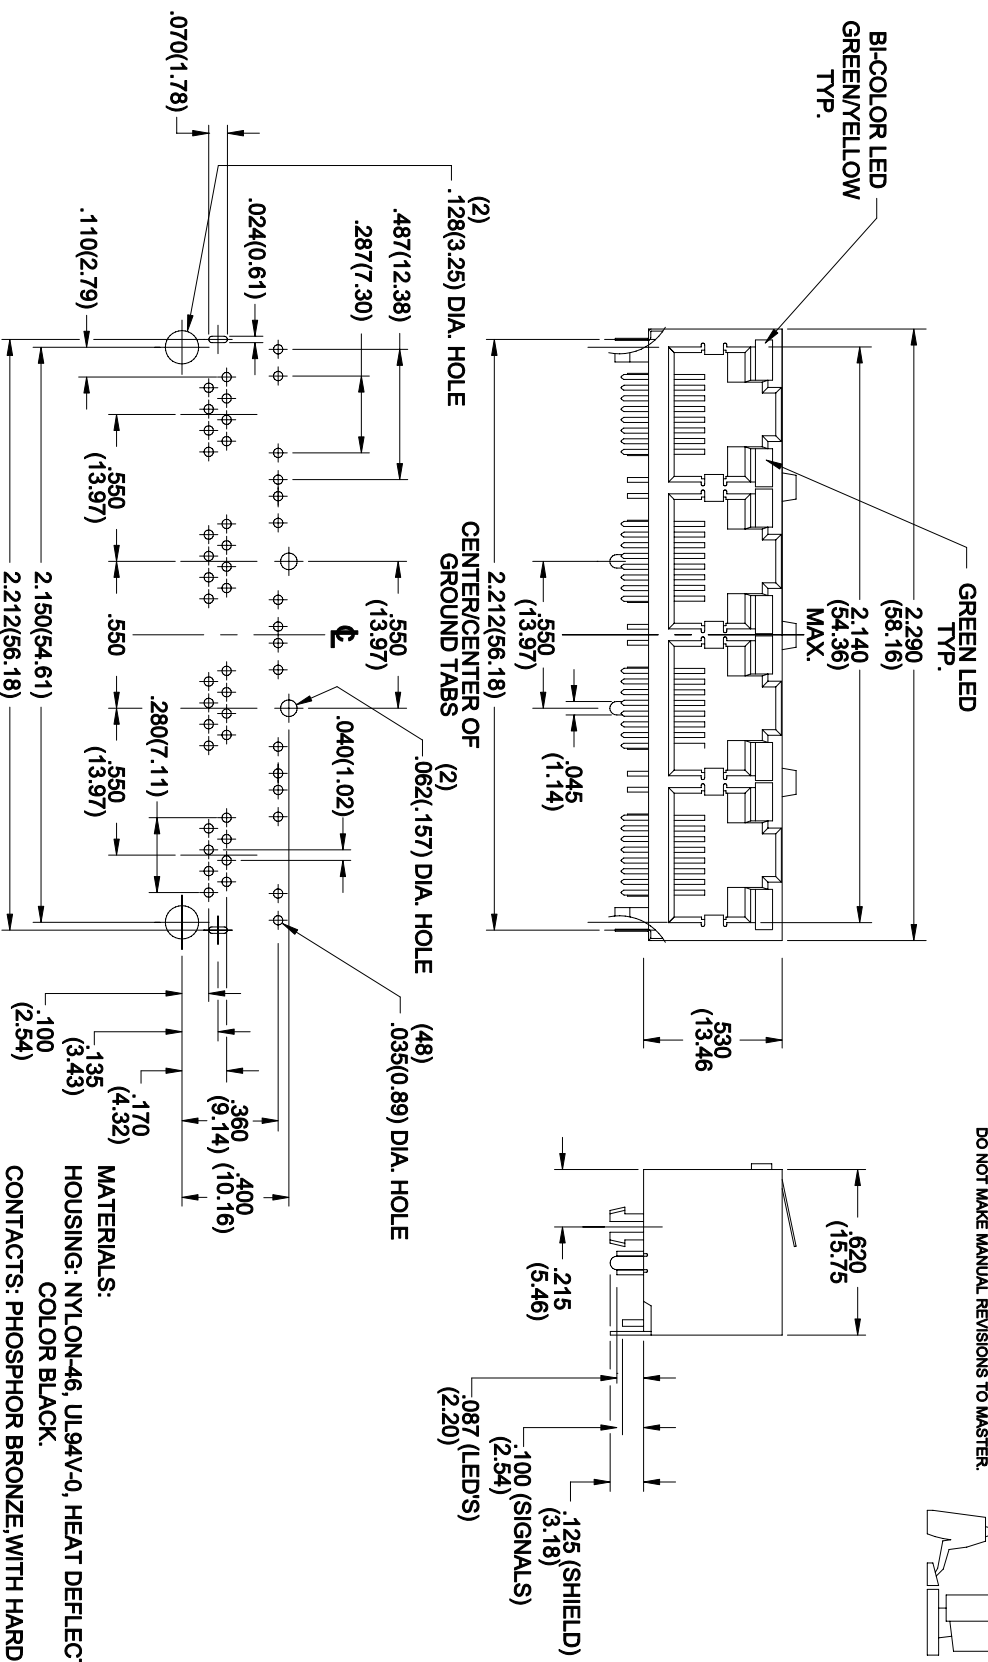 DO NOT MAKE MANUAL REVISIONS TO MASTER.
BI-COLOR LED
GREEN/YELLOW
TYP.
GREEN LED
TYP.
2.290
(58.16)
2.140
(54.36)
MAX.
.530
(13.46
.620
(15.75
.045
(1.14)
.550
(13.97)
2.212(56.18)
CENTER/CENTER OF
GROUND TABS
.215
(5.46)
.125 (SHIELD)
(3.18)
.100 (SIGNALS)
(2.54)
.087 (LED'S)
(2.20)
(2)
.128(3.25) DIA. HOLE
.487(12.38)
.287(7.30)
.024(0.61)
.070(1.78)
.110(2.79)
.550
(13.97)
℄
(2)
.062(.157) DIA. HOLE
.040(1.02)
(48)
.035(0.89) DIA. HOLE
.550
(13.97)
.550
.550
(13.97)
.280(7.11)
2.150(54.61)
2.212(56.18)
.100
(2.54)
.135
(3.43)
.170
(4.32)
.360
(9.14)
.400
(10.16)
MATERIALS:
HOUSING: NYLON-46, UL94V-0, HEAT DEFLEC
COLOR BLACK.
CONTACTS: PHOSPHOR BRONZE,WITH HARD